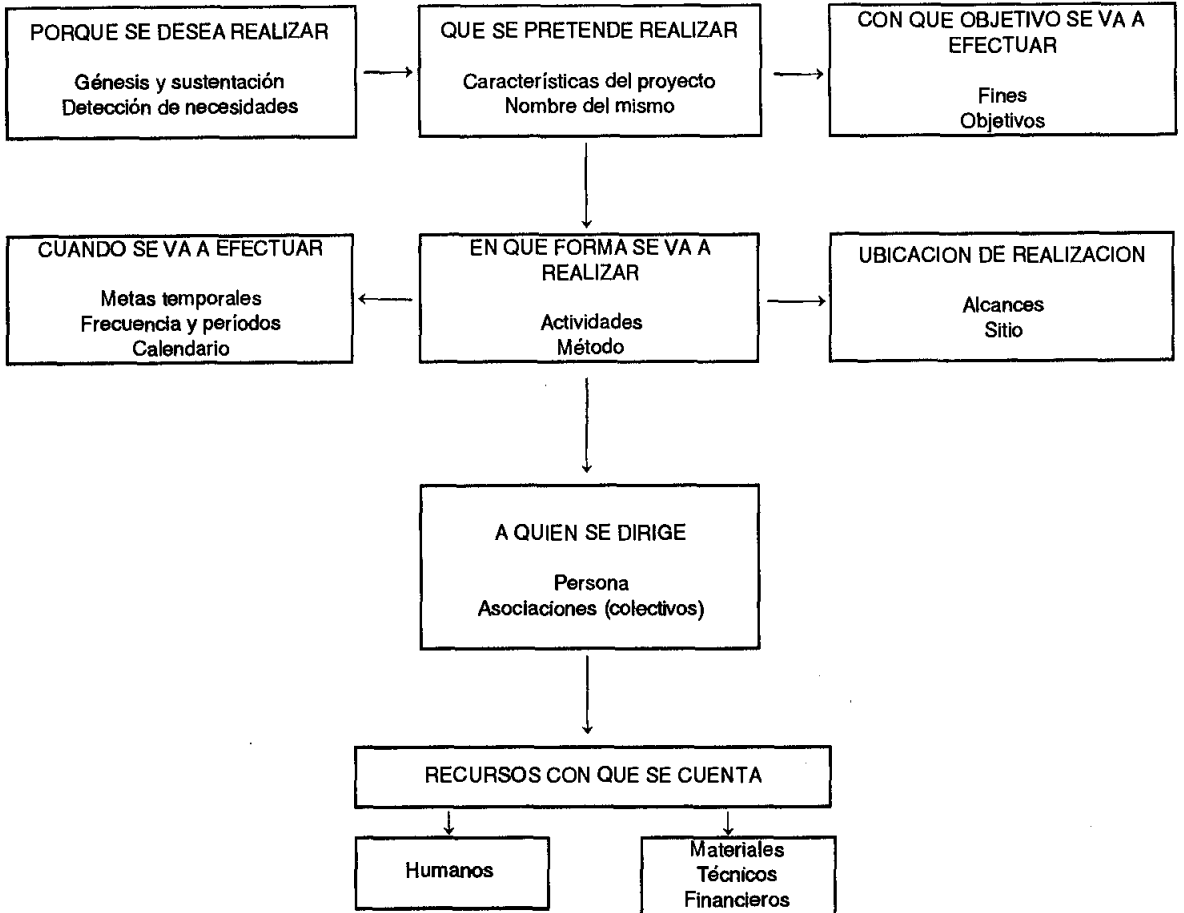 PORQUE SE DESEA REALIZAR
Génesis y sustentación
Detección de necesidades
QUE SE PRETENDE REALIZAR
Características del proyecto
Nombre del mismo
CON QUE OBJETIVO SE VA A
EFECTUAR
Fines
Objetivos
CUANDO SE VA A EFECTUAR
Metas temporales
Frecuencia y períodos
Calendario
EN QUE FORMA SE VA A
REALIZAR
Actividades
Método
UBICACION DE REALIZACION
Alcances
Sitio
A QUIEN SE DIRIGE
Persona
Asociaciones (colectivos)
RECURSOS CON QUE SE CUENTA
Humanos
Materiales
Técnicos
Financieros